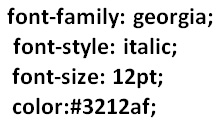 font-family: georgia;
font-style: italic;
font-size: 12pt;
color:#3212af;